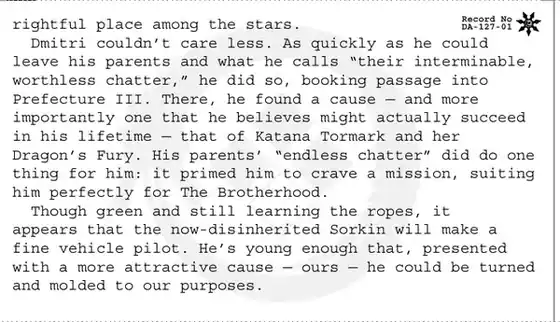 rightful place among the stars.
Record No
DA-127-01
Dmitri couldn't care less. As quickly as he could
leave his parents and what he calls “their interminable,
worthless chatter,” he did so, booking passage into
Prefecture III. There, he found a cause — and more
importantly one that he believes might actually succeed
in his lifetime — that of Katana Tormark and her
Dragon’s Fury. His parents’ “endless chatter” did do one
thing for him: it primed him to crave a mission, suiting
him perfectly for The Brotherhood.
Though green and still learning the ropes, it
appears that the now-disinherited Sorkin will make a
fine vehicle pilot. He’s young enough that, presented
with a more attractive cause — ours — he could be turned
and molded to our purposes.